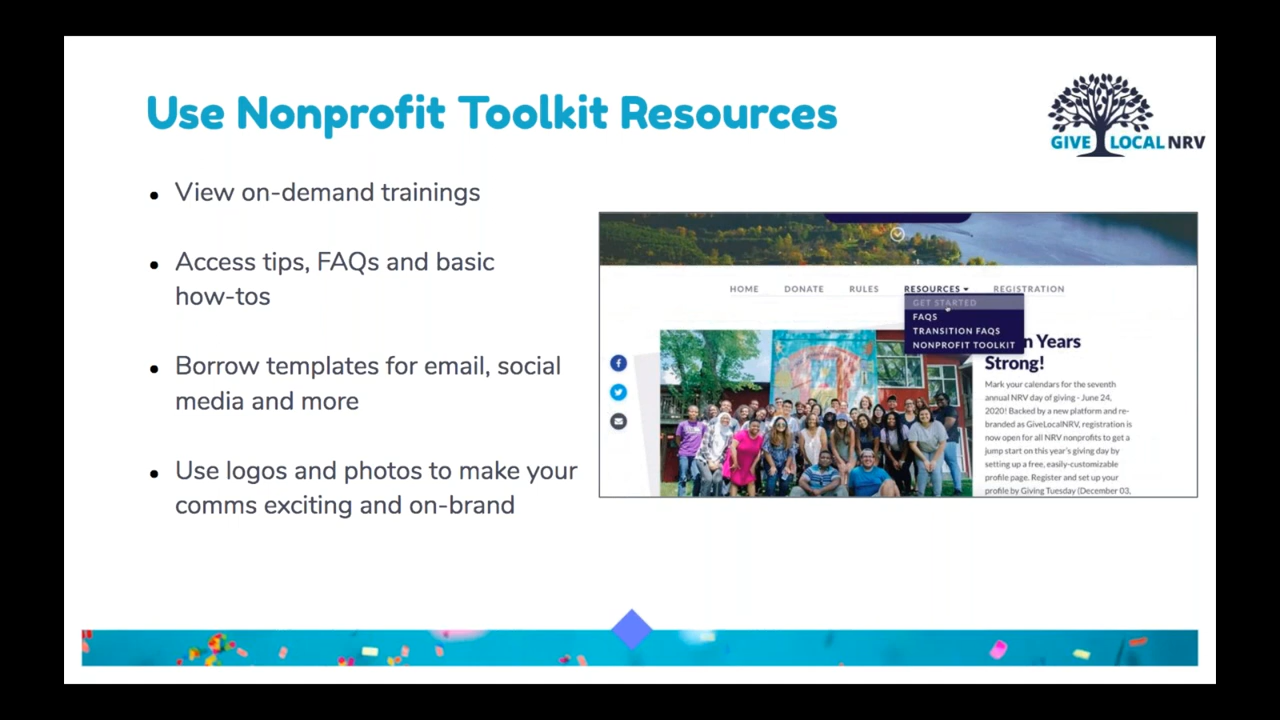 Use Nonprofit Toolkit Resources
GIVE LOCAL NRV
View on-demand trainings
Access tips, FAQs and basic
how-tos
Borrow templates for email, social
media and more
Use logos and photos to make your
comms exciting and on-brand
HOME DONATE RULES RESOURCES REGISTRATION
GET STARTED
FAQS
TRANSITION FAQS
NONPROFIT TOOLKIT
Years
Strong!
Mark your calendars for the seventh
annual NRV day of giving - June 24,
2020! Backed by a new platform and re-
branded as GiveLocalNRV, registration is
now open for all NRV nonprofits to get a
jump start on this year's giving day by
setting up a free, easily-customizable
profile page. Register and set up your
profile by Giving Tuesday (December 03,